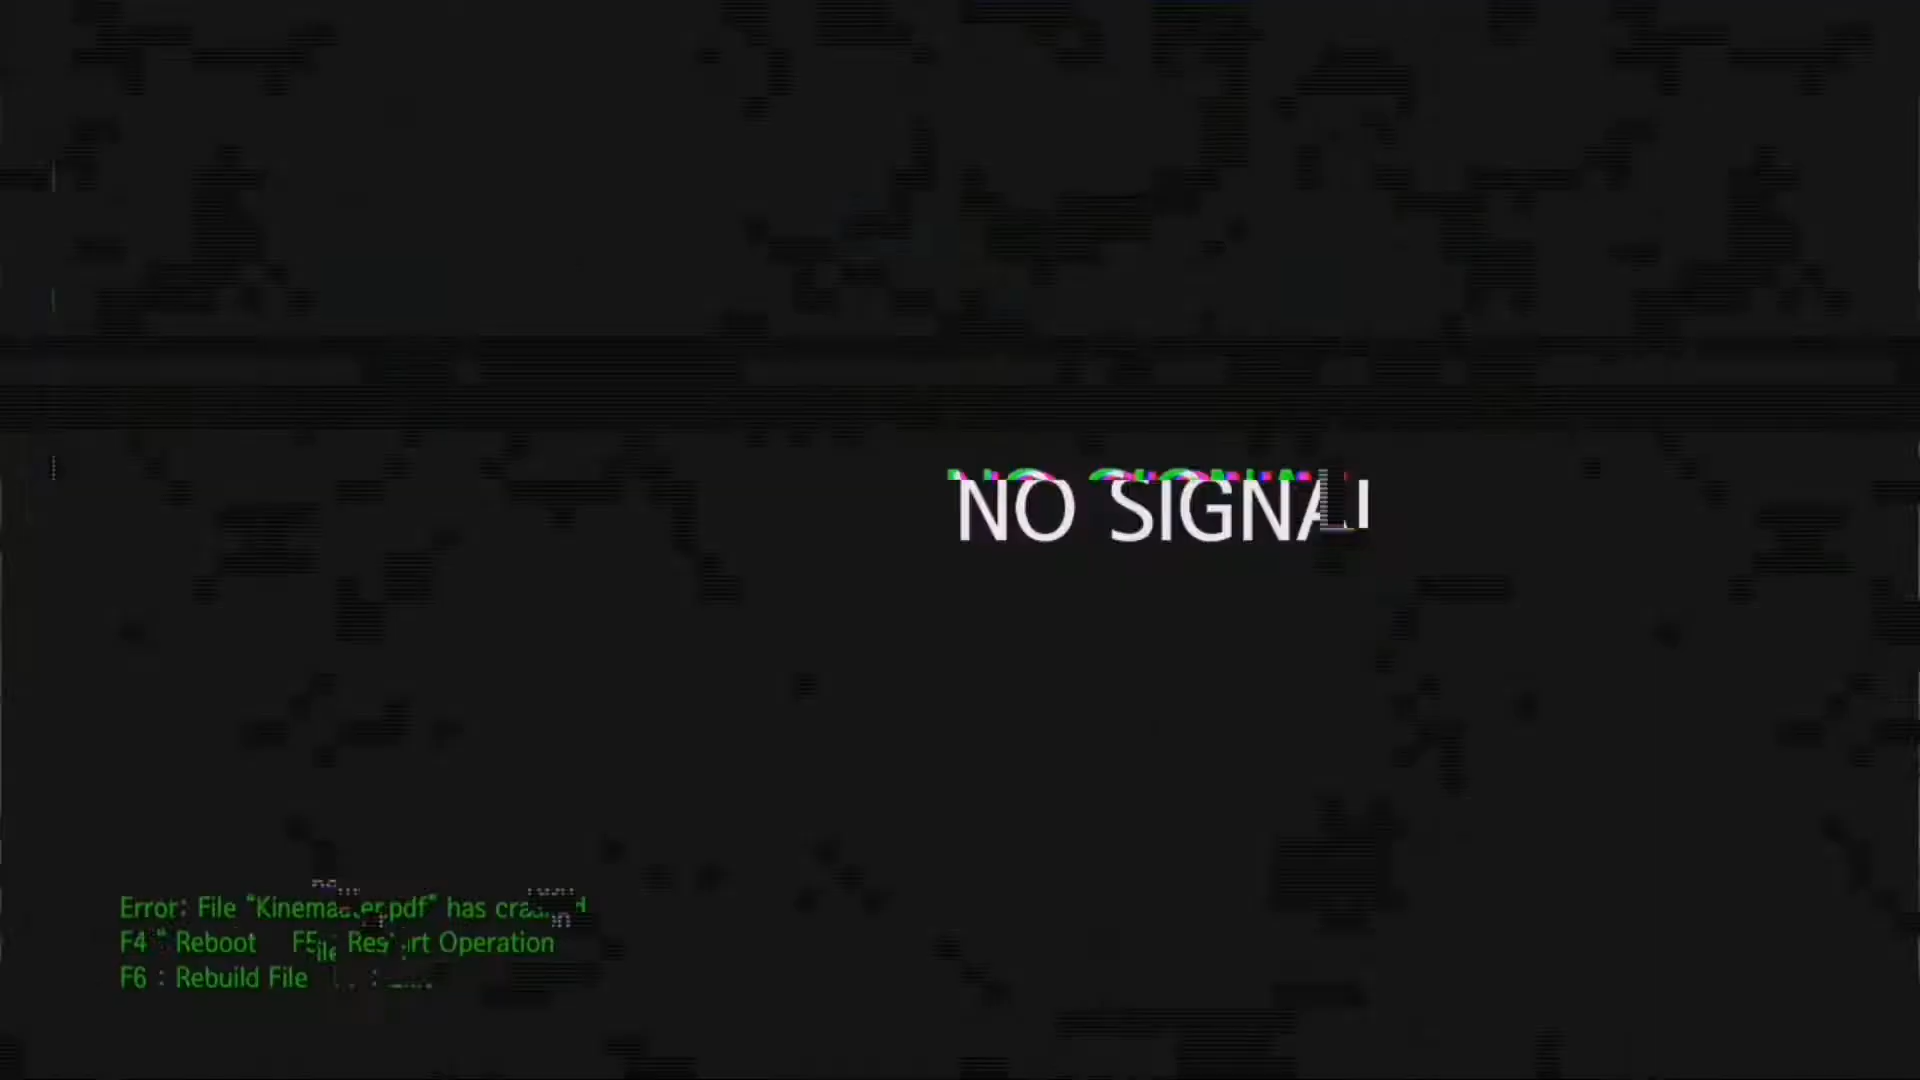 NO SIGNAL
Error: File "Kinemaster.pdf" has crashed
F4 : Reboot F5 : Restart Operation
F6 : Rebuild File